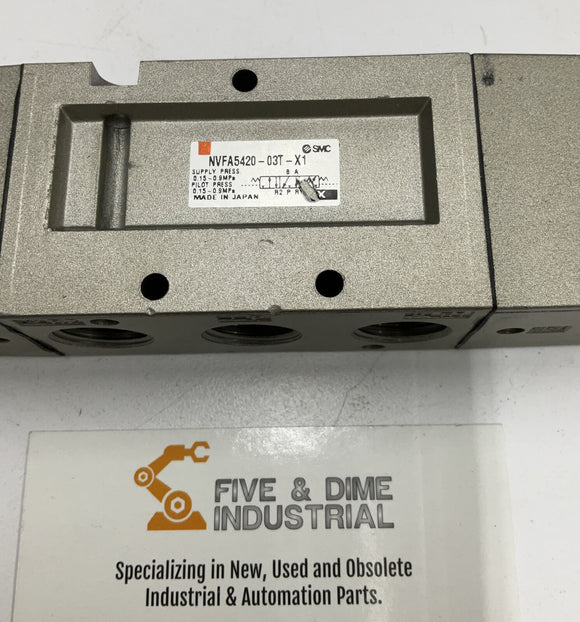 SMC
NVFA5420-03T-X1
SUPPLY PRESS.
0.15-0.9MPa
PILOT PRESS
0.15-0.9MPa
MADE IN JAPAN
B A
R2 P
X
FIVE & DIME
INDUSTRIAL
Specializing in New, Used and Obsolete
Industrial & Automation Parts.